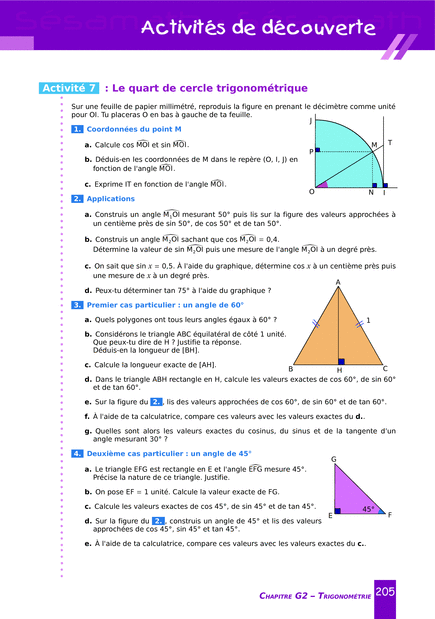 Activités de découverte
Activité 7 : Le quart de cercle trigonométrique
Sur une feuille de papier millimétré, reproduis la figure en prenant le décimètre comme unité
pour OI. Tu placeras O en bas à gauche de ta feuille.
1. Coordonnées du point M
a. Calcule cos MOI et sin MOI.
b. Déduis-en les coordonnées de M dans le repère (O, I, J) en
fonction de l'angle MOI.
c. Exprime IT en fonction de l'angle MOI.
J
P
M
T
O
N
I
2. Applications
a. Construis un angle M₁OI mesurant 50° puis lis sur la figure des valeurs approchées à
un centième près de sin 50°, de cos 50° et de tan 50°.
b. Construis un angle M₂OI sachant que cos M₂OI = 0,4.
Détermine la valeur de sin M₂OI puis une mesure de l'angle M₂OI à un degré près.
c. On sait que sin x = 0,5. À l'aide du graphique, détermine cos x à un centième près puis
une mesure de x à un degré près.
d. Peux-tu déterminer tan 75° à l'aide du graphique ?
3. Premier cas particulier : un angle de 60°
a. Quels polygones ont tous leurs angles égaux à 60° ?
b. Considérons le triangle ABC équilatéral de côté 1 unité.
Que peux-tu dire de H ? Justifie ta réponse.
Déduis-en la longueur de [BH].
c. Calcule la longueur exacte de [AH].
A
1
B
H
C
d. Dans le triangle ABH rectangle en H, calcule les valeurs exactes de cos 60°, de sin 60°
et de tan 60°.
e. Sur la figure du 2., lis des valeurs approchées de cos 60°, de sin 60° et de tan 60°.
f. À l'aide de ta calculatrice, compare ces valeurs avec les valeurs exactes du d..
g. Quelles sont alors les valeurs exactes du cosinus, du sinus et de la tangente d'un
angle mesurant 30° ?
4. Deuxième cas particulier : un angle de 45°
a. Le triangle EFG est rectangle en E et l'angle EFG mesure 45°.
Précise la nature de ce triangle. Justifie.
b. On pose EF = 1 unité. Calcule la valeur exacte de FG.
c. Calcule les valeurs exactes de cos 45°, de sin 45° et de tan 45°.
d. Sur la figure du 2., construis un angle de 45° et lis des valeurs
approchées de cos 45°, sin 45° et tan 45°.
e. À l'aide de ta calculatrice, compare ces valeurs avec les valeurs exactes du c..
G
45°
E
F
CHAPITRE G2 – TRIGONOMÉTRIE 205